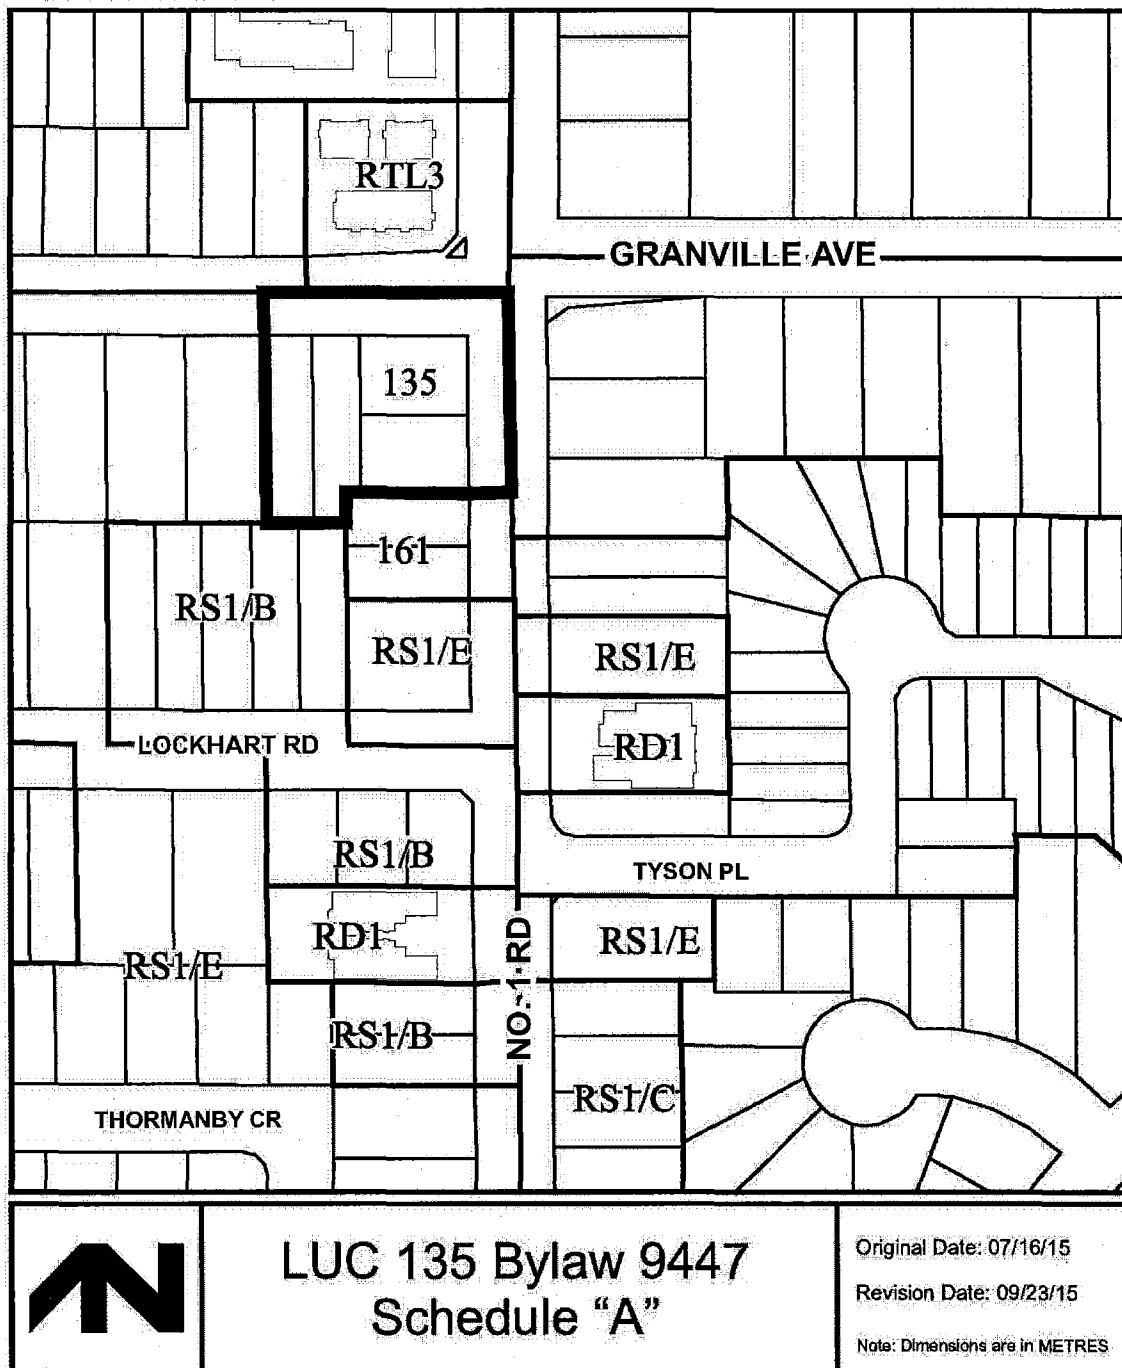 RTL3
GRANVILLE AVE
135
161
RS1/B
RS1/E
RS1/E
LOCKHART RD
RD1
RS1/B
TYSON PL
RD1
RS1/E
RS1/E
NO. 1 RD
RS1/B
RS1/C
THORMANBY CR
LUC 135 Bylaw 9447
Schedule “A”
Original Date: 07/16/15
Revision Date: 09/23/15
Note: Dimensions are in METRES